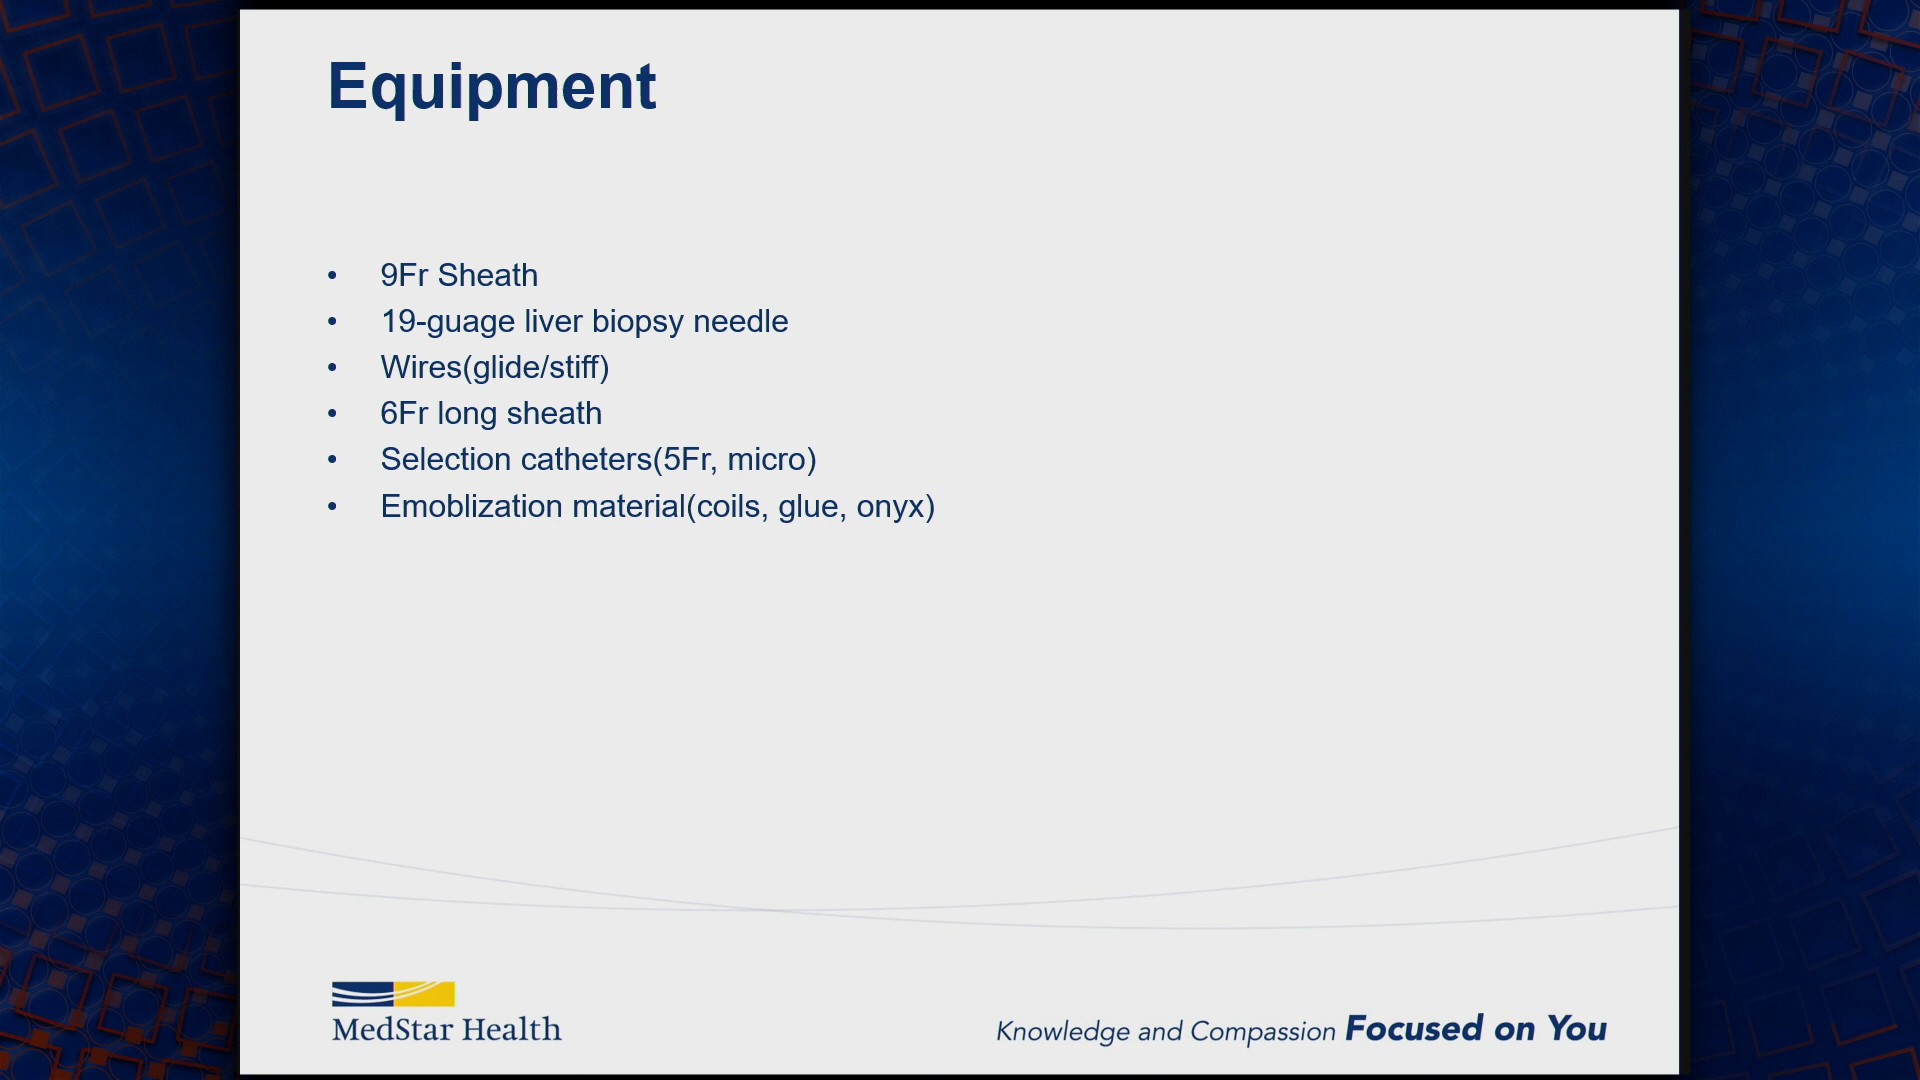 Equipment
• 9Fr Sheath
• 19-guage liver biopsy needle
• Wires(glide/stiff)
• 6Fr long sheath
• Selection catheters(5Fr, micro)
• Emoblization material(coils, glue, onyx)
MedStar Health
Knowledge and Compassion Focused on You